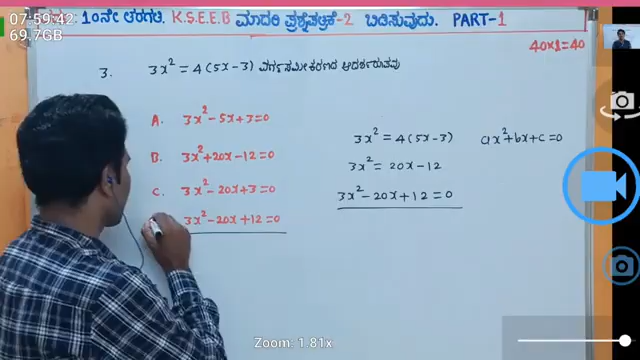 07:59:42
69.7GB
10ನೇ ತರಗತಿ. K.S.E.E.B ಮಾದರಿ ಪ್ರಶ್ನೆಪತ್ರಿಕೆ-2 ಬಿಡಿಸುವುದು. PART-1
40×1=40
3. 3x² = 4(5x-3) ವರ್ಗಸಮೀಕರಣದ ಆದರ್ಶರೂಪವು
A. 3x²-5x+3=0
B. 3x²+20x-12=0
C. 3x²-20x+3=0
3x²-20x+12=0
3x² = 4(5x-3) ax²+bx+c=0
3x² = 20x-12
3x²-20x+12=0
Zoom: 1.81x